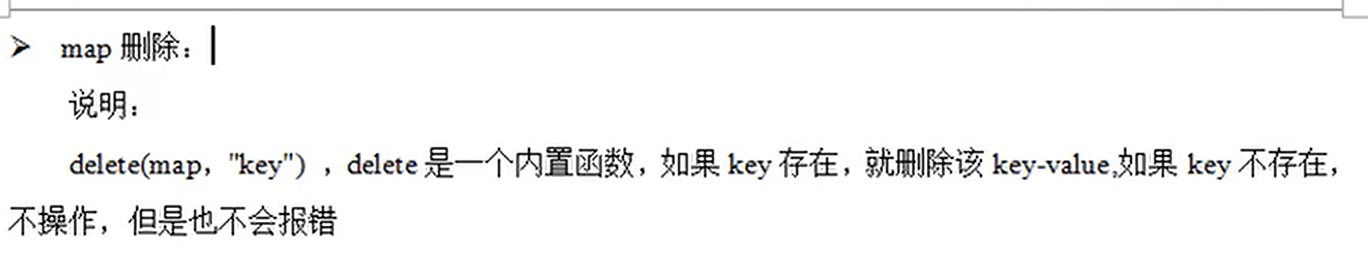 ➢ map 删除：
说明：
delete(map，"key") ，delete 是一个内置函数，如果 key 存在，就删除该 key-value,如果 key 不存在，
不操作，但是也不会报错